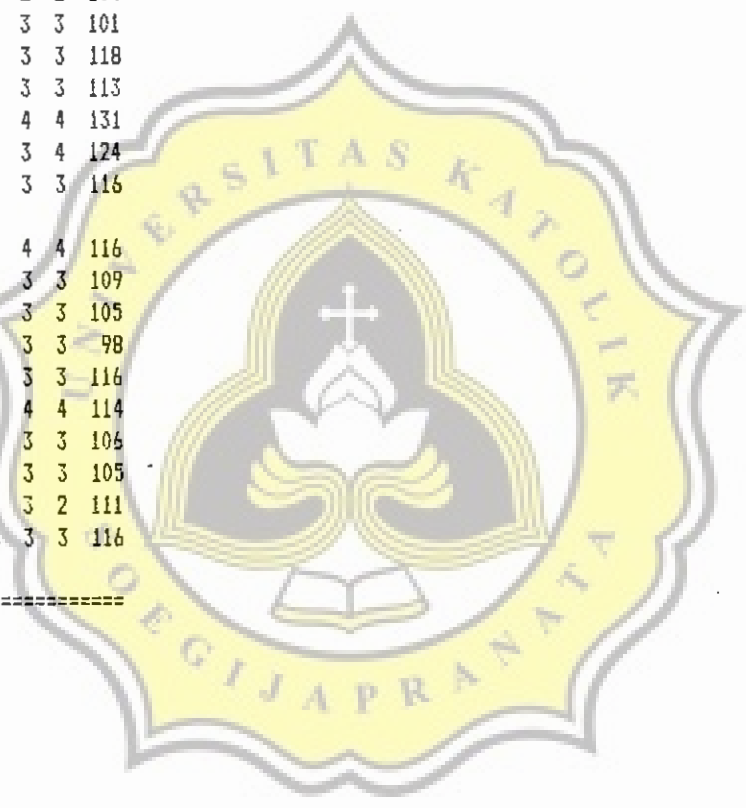 3 3 101
3 3 118
3 3 113
4 4 131
3 4 124
3 3 116
4 4 116
3 3 109
3 3 105
3 3 98
3 3 116
4 4 114
3 3 106
3 3 105
3 2 111
3 3 116
============
UNIVERSITAS KATOLIK
SOEGIJAPRANATA